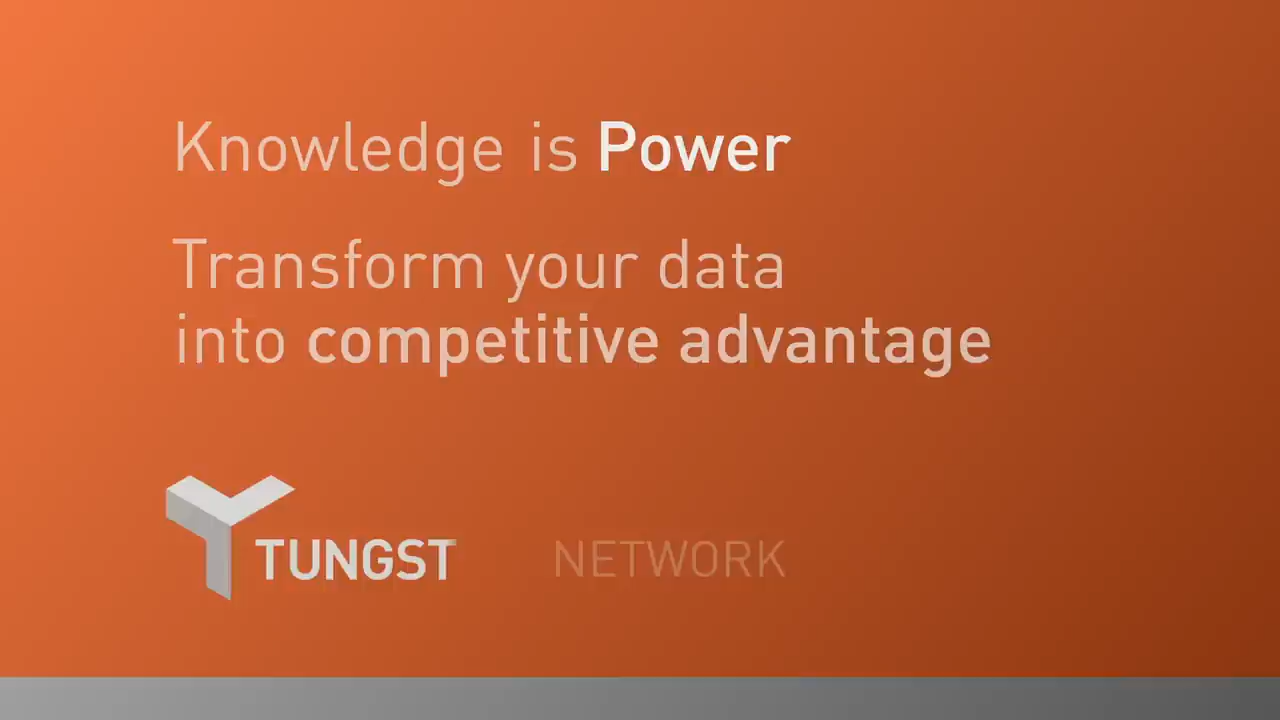 Knowledge is Power
Transform your data
into competitive advantage
TUNGST NETWORK